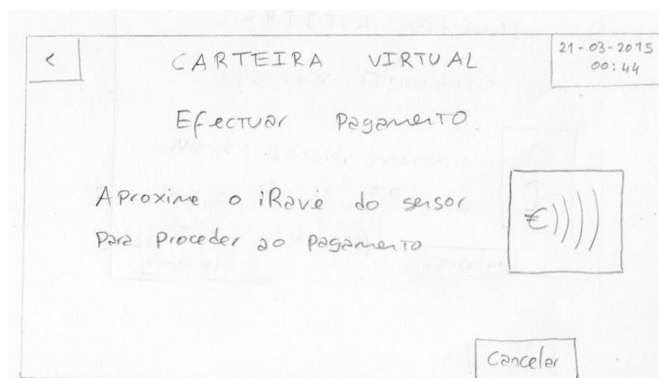 <
CARTEIRA VIRTUAL
21-03-2015
00:44
Efectuar Pagamento
Aproxime o iRave do sensor
para proceder ao pagamento
€
Cancelar